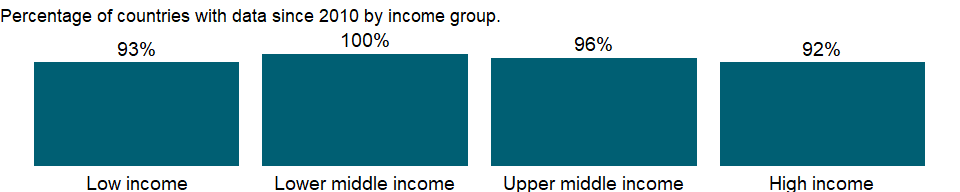 Percentage of countries with data since 2010 by income group.
93%
100%
96%
92%
Low income
Lower middle income
Upper middle income
High income